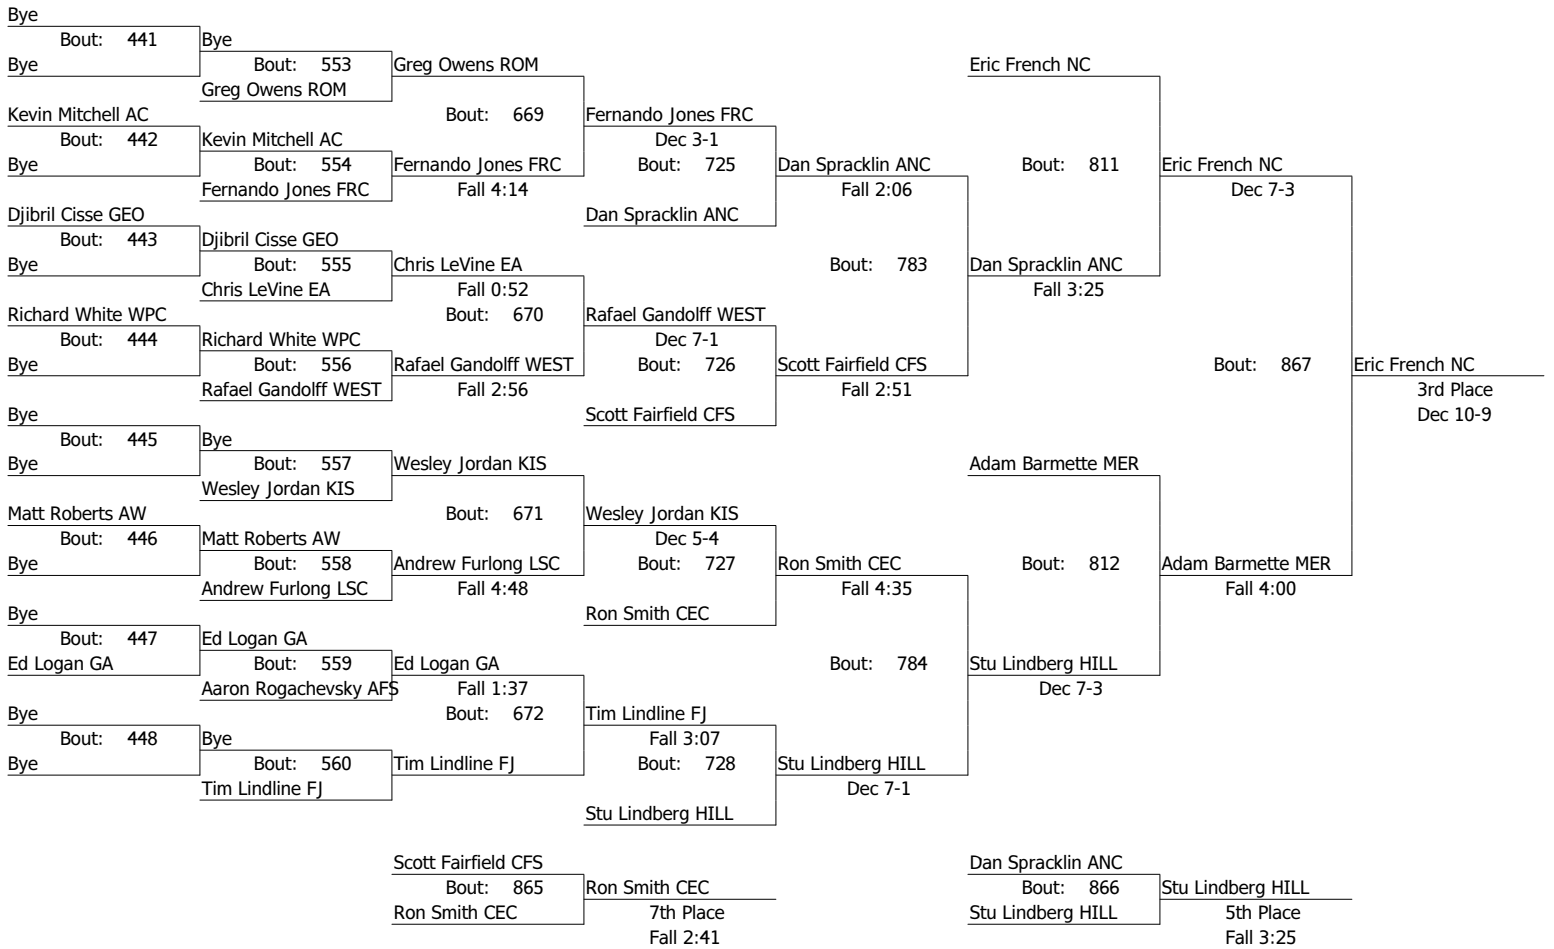 Bye
Bout: 441
Bye
Bye
Bout: 553
Greg Owens ROM
Greg Owens ROM
Kevin Mitchell AC
Bout: 442
Bye
Kevin Mitchell AC
Bout: 554
Fernando Jones FRC
Bout: 669
Fernando Jones FRC
Fall 4:14
Fernando Jones FRC
Dec 3-1
Bout: 725
Dan Spracklin ANC
Djibril Cisse GEO
Bout: 443
Bye
Djibril Cisse GEO
Bout: 555
Chris LeVine EA
Chris LeVine EA
Fall 0:52
Bout: 670
Richard White WPC
Bout: 444
Bye
Richard White WPC
Bout: 556
Rafael Gandolff WEST
Rafael Gandolff WEST
Fall 2:56
Rafael Gandolff WEST
Dec 7-1
Bout: 726
Scott Fairfield CFS
Dan Spracklin ANC
Fall 2:06
Bout: 783
Scott Fairfield CFS
Fall 2:51
Eric French NC
Bout: 811
Dan Spracklin ANC
Fall 3:25
Eric French NC
Dec 7-3
Bye
Bout: 445
Bye
Bye
Bout: 557
Wesley Jordan KIS
Wesley Jordan KIS
Bout: 671
Matt Roberts AW
Bout: 446
Bye
Matt Roberts AW
Bout: 558
Andrew Furlong LSC
Andrew Furlong LSC
Fall 4:48
Wesley Jordan KIS
Dec 5-4
Bout: 727
Ron Smith CEC
Bye
Bout: 447
Ed Logan GA
Ed Logan GA
Bout: 559
Aaron Rogachevsky AFS
Ed Logan GA
Fall 1:37
Bout: 672
Bye
Bout: 448
Bye
Bye
Bout: 560
Tim Lindline FJ
Tim Lindline FJ
Tim Lindline FJ
Fall 3:07
Bout: 728
Stu Lindberg HILL
Ron Smith CEC
Fall 4:35
Bout: 784
Stu Lindberg HILL
Dec 7-1
Adam Barmette MER
Bout: 812
Stu Lindberg HILL
Dec 7-3
Adam Barmette MER
Fall 4:00
Bout: 867
Eric French NC
3rd Place
Dec 10-9
Scott Fairfield CFS
Bout: 865
Ron Smith CEC
Ron Smith CEC
7th Place
Fall 2:41
Dan Spracklin ANC
Bout: 866
Stu Lindberg HILL
Stu Lindberg HILL
5th Place
Fall 3:25